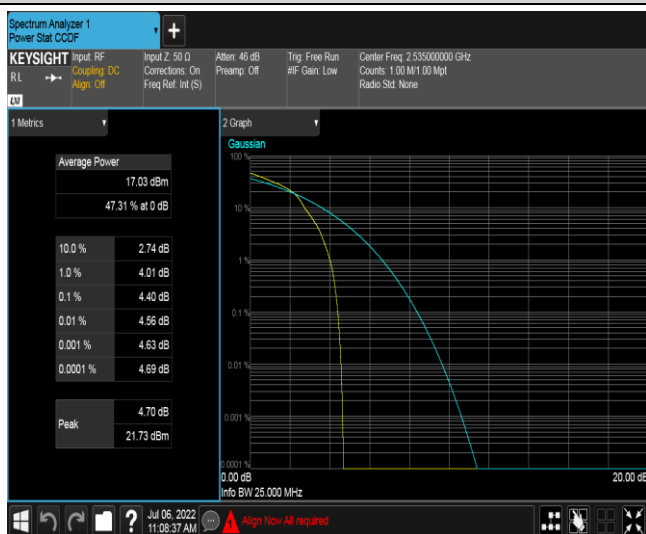 Spectrum Analyzer 1
Power Stat CCDF
+
KEYSIGHT
R L
LXI
Input: RF
Coupling: DC
Align: Off
Input Z: 50 Ω
Corrections: On
Freq Ref: Int (S)
Atten: 46 dB
Preamp: Off
Trig: Free Run
#IF Gain: Low
Center Freq: 2.535000000 GHz
Counts: 1.00 M/1.00 Mpt
Radio Std: None
1 Metrics
Average Power
17.03 dBm
47.31 % at 0 dB
10.0 % 2.74 dB
1.0 % 4.01 dB
0.1 % 4.40 dB
0.01 % 4.56 dB
0.001 % 4.63 dB
0.0001 % 4.69 dB
Peak
4.70 dB
21.73 dBm
2 Graph
Gaussian
100 %
10 %
1 %
0.1 %
0.01 %
0.001 %
0.0001 %
0.00 dB
20.00 dB
Info BW 25.000 MHz
?
Jul 06, 2022
11:08:37 AM
Align Now All required